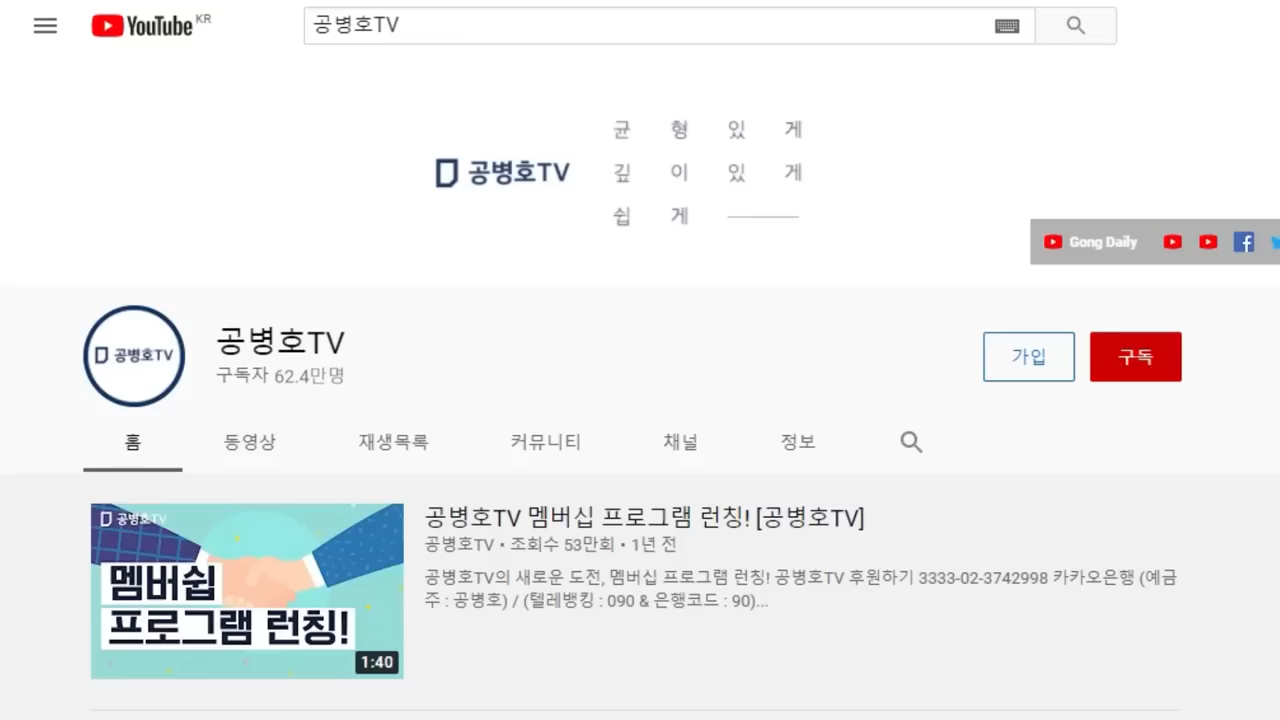 YouTube KR
공병호TV
공병호TV
균 형 있 게
깊 이 있 게
쉽 게
Gong Daily
공병호TV
공병호TV
구독자 62.4만명
가입
구독
홈 동영상 재생목록 커뮤니티 채널 정보
공병호TV
멤버쉽
프로그램 런칭!
1:40
공병호TV 멤버십 프로그램 런칭! [공병호TV]
공병호TV • 조회수 53만회 • 1년 전
공병호TV의 새로운 도전, 멤버십 프로그램 런칭! 공병호TV 후원하기 3333-02-3742998 카카오은행 (예금
주 : 공병호) / (텔레뱅킹 : 090 & 은행코드 : 90)...